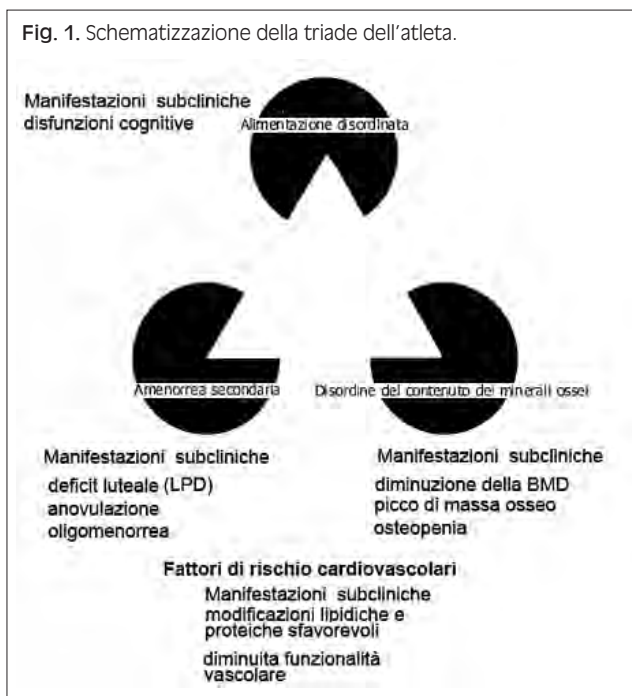 Fig. 1. Schematizzazione della triade dell'atleta.
Manifestazioni subcliniche
disfunzioni cognitive
Alimentazione disordinata
Amenorrea secondaria
Disordine del contenuto dei minerali ossei
Manifestazioni subcliniche
deficit luteale (LPD)
anovulazione
oligomenorrea
Manifestazioni subcliniche
diminuzione della BMD
picco di massa osseo
osteopenia
Fattori di rischio cardiovascolari
Manifestazioni subcliniche
modificazioni lipidiche e
proteiche sfavorevoli
diminuita funzionalità
vascolare